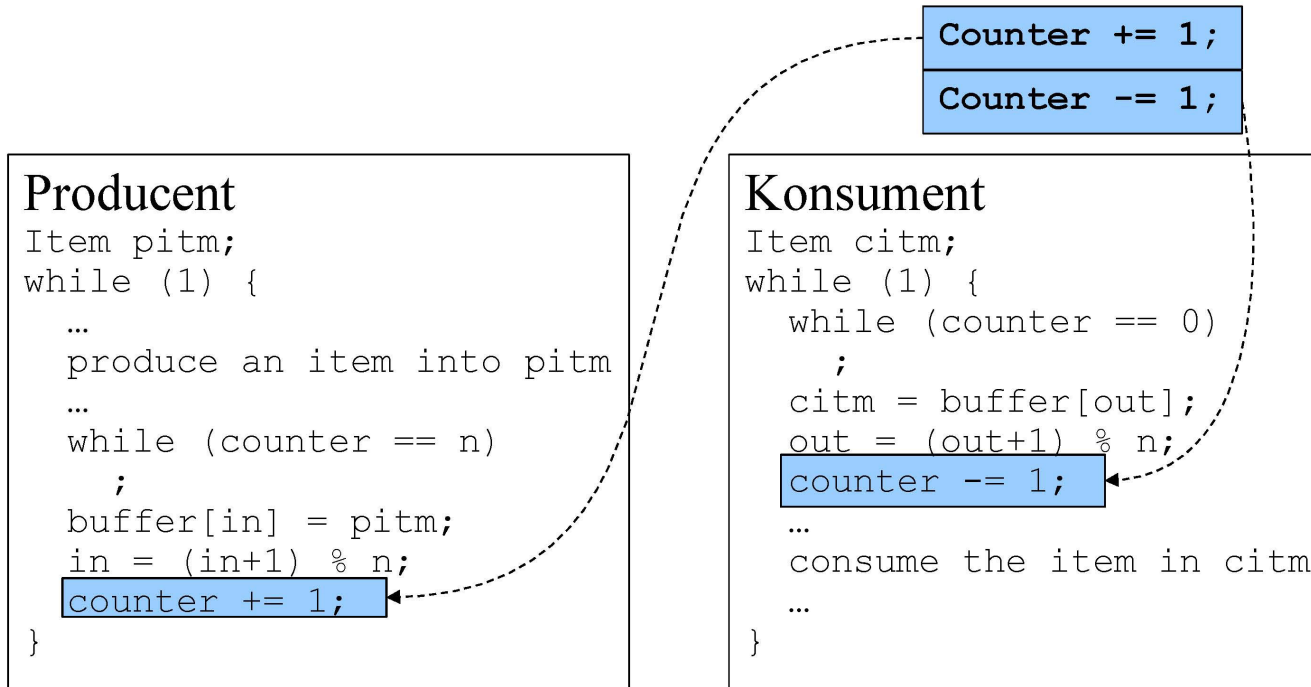 Counter += 1;
Counter -= 1;
Producent
Item pitm;
while (1) {
…
produce an item into pitm
…
while (counter == n)
;
buffer[in] = pitm;
in = (in+1) % n;
counter += 1;
}
Konsument
Item citm;
while (1) {
while (counter == 0)
;
citm = buffer[out];
out = (out+1) % n;
counter -= 1;
…
consume the item in citm
…
}